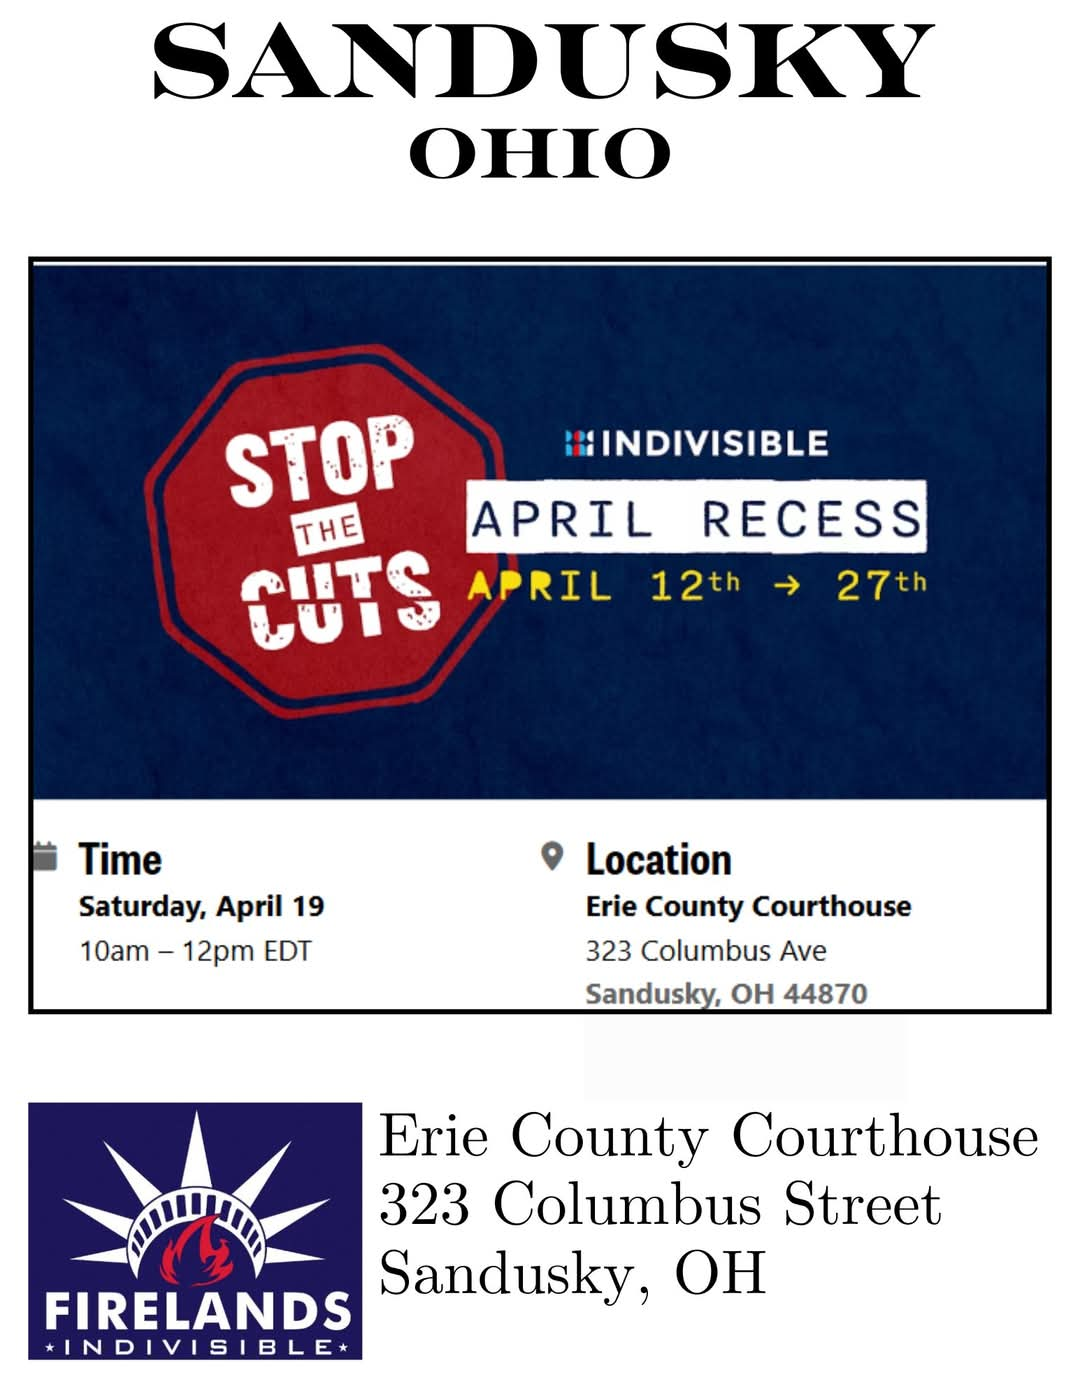 SANDUSKY
OHIO
STOP
THE
CUTS
INDIVISIBLE
APRIL RECESS
APRIL 12th → 27th
Time
Saturday, April 19
10am – 12pm EDT
Location
Erie County Courthouse
323 Columbus Ave
Sandusky, OH 44870
FIRELANDS
★INDIVISIBLE★
Erie County Courthouse
323 Columbus Street
Sandusky, OH